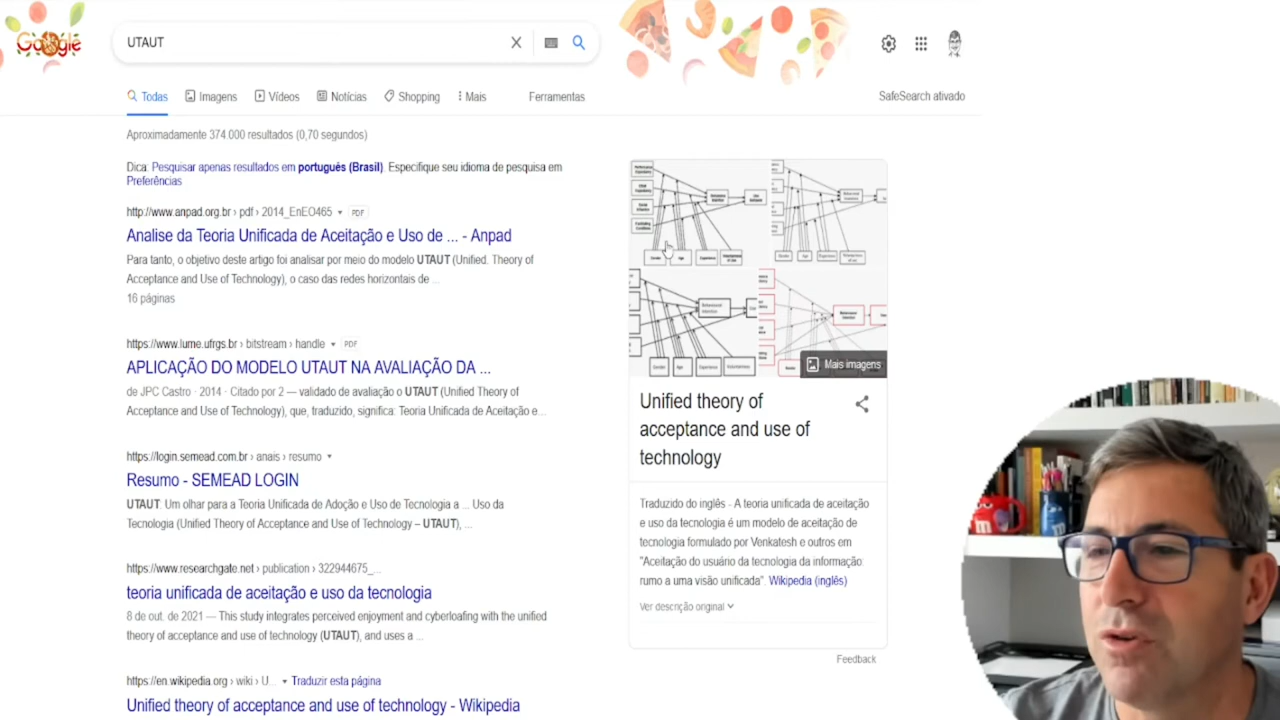 Google
UTAUT
Todas
Imagens
Vídeos
Notícias
Shopping
Mais
Ferramentas
SafeSearch ativado
Aproximadamente 374 000 resultados (0,70 segundos)
Dica: Pesquisar apenas resultados em português (Brasil). Especifique seu idioma de pesquisa em
Preferências
http://www.anpad.org.br › pdf › 2014_EnEO465 PDF
Analise da Teoria Unificada de Aceitação e Uso de ... - Anpad
Para tanto, o objetivo deste artigo foi analisar por meio do modelo UTAUT (Unified. Theory of
Acceptance and Use of Technology), o caso das redes horizontais de ...
16 páginas
https://www.lume.ufrgs.br › bitstream › handle PDF
APLICAÇÃO DO MODELO UTAUT NA AVALIAÇÃO DA ...
de JPC Castro · 2014 · Citado por 2 — validado de avaliação o UTAUT (Unified Theory of
Acceptance and Use of Technology), que, traduzido, significa: Teoria Unificada de Aceitação e...
https://login.semead.com.br › anais › resumo
Resumo - SEMEAD LOGIN
UTAUT: Um olhar para a Teoria Unificada de Adoção e Uso de Tecnologia a ... Uso da
Tecnologia (Unified Theory of Acceptance and Use of Technology – UTAUT), ...
https://www.researchgate.net › publication › 322944675_...
teoria unificada de aceitação e uso da tecnologia
8 de out. de 2021 — This study integrates perceived enjoyment and cyberloafing with the unified
theory of acceptance and use of technology (UTAUT), and uses a ...
https://en.wikipedia.org › wiki › U... Traduzir esta página
Unified theory of acceptance and use of technology - Wikipedia
Mais imagens
Unified theory of
acceptance and use of
technology
Traduzido do inglês - A teoria unificada de aceitação
e uso da tecnologia é um modelo de aceitação de
tecnologia formulado por Venkatesh e outros em
"Aceitação do usuário da tecnologia da informação:
rumo a uma visão unificada". Wikipedia (inglês)
Ver descrição original
Feedback